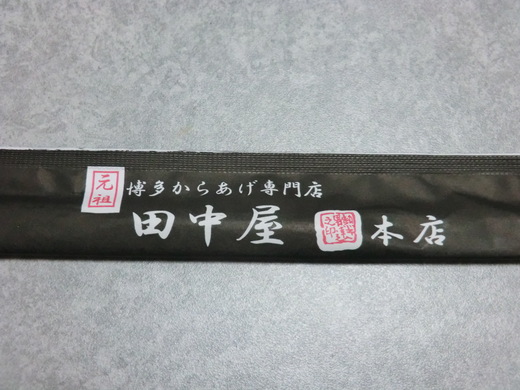 元祖
博多からあげ専門店
田中屋 本店